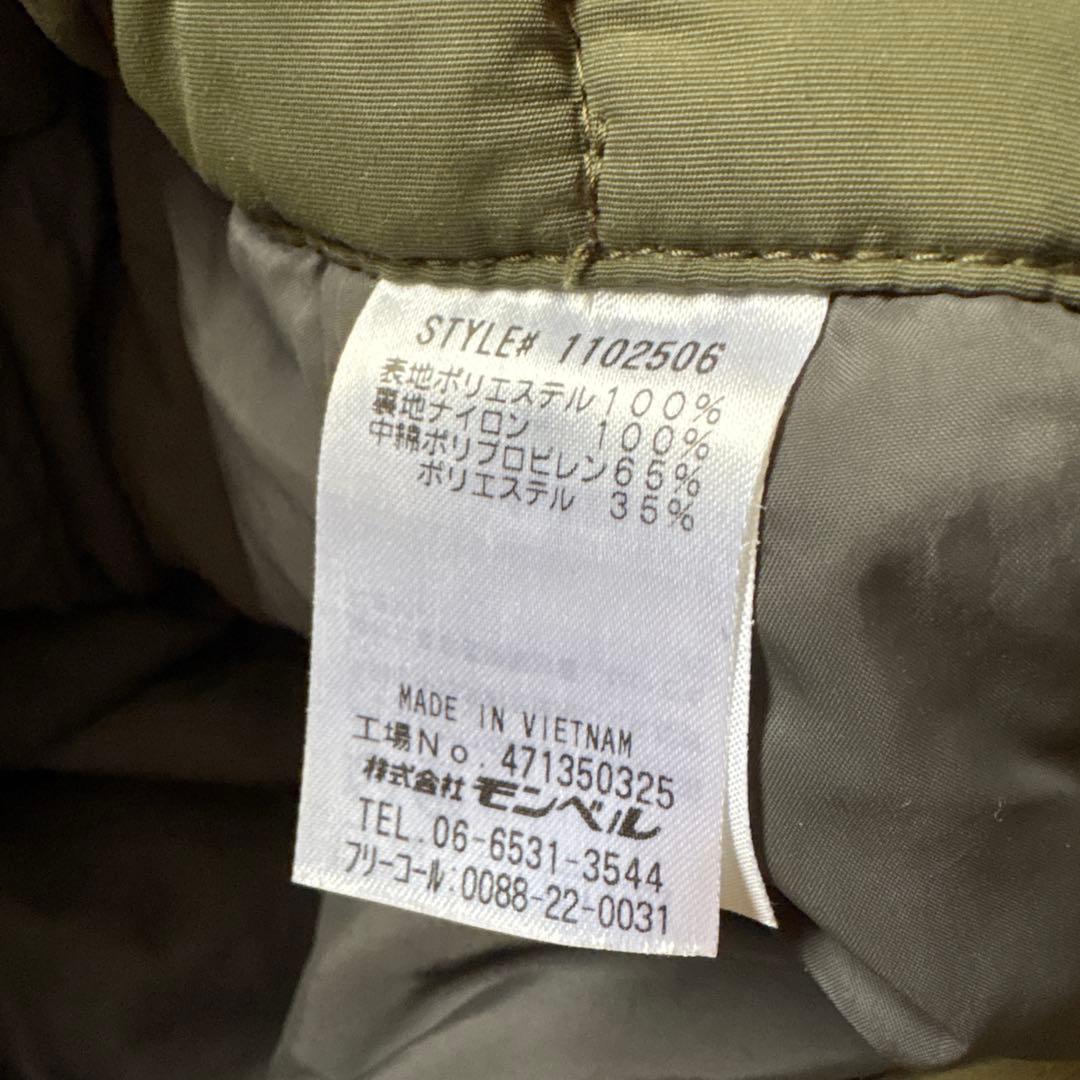 STYLE# 1102506
表地ポリエステル100%
裏地ナイロン 100%
中綿ポリプロピレン65%
ポリエステル 35%
MADE IN VIETNAM
工場No.471350325
株式会社モンベル
TEL.06-6531-3544
フリーコール:0088-22-0031